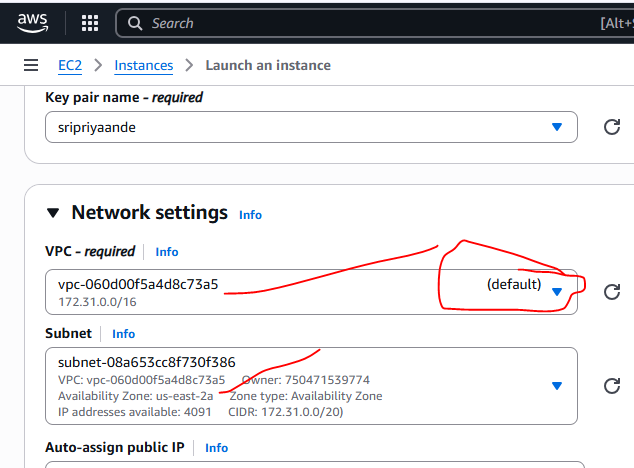 aws
Search
[Alt+S
EC2 > Instances > Launch an instance
Key pair name - required
sripriyaande
Network settings Info
VPC - required Info
vpc-060d00f5a4d8c73a5 (default)
172.31.0.0/16
Subnet Info
subnet-08a653cc8f730f386
VPC: vpc-060d00f5a4d8c73a5 Owner: 750471539774
Availability Zone: us-east-2a Zone type: Availability Zone
IP addresses available: 4091 CIDR: 172.31.0.0/20)
Auto-assign public IP Info